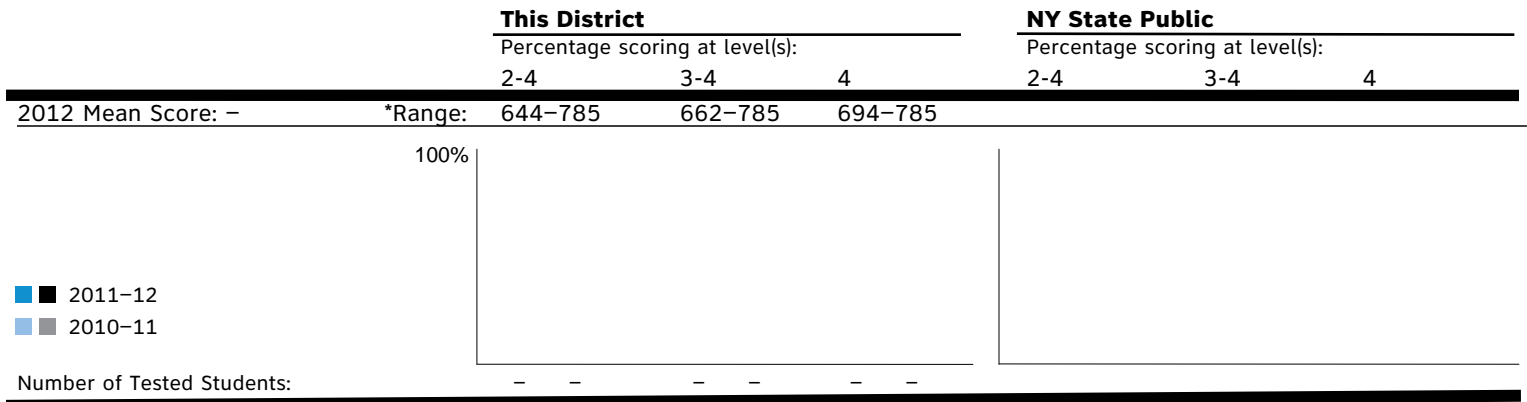 This District NY State Public
Percentage scoring at level(s): Percentage scoring at level(s):
2-4 3-4 4 2-4 3-4 4
2012 Mean Score: – *Range: 644–785 662–785 694–785
100%
2011–12
2010–11
Number of Tested Students: – – – – – –